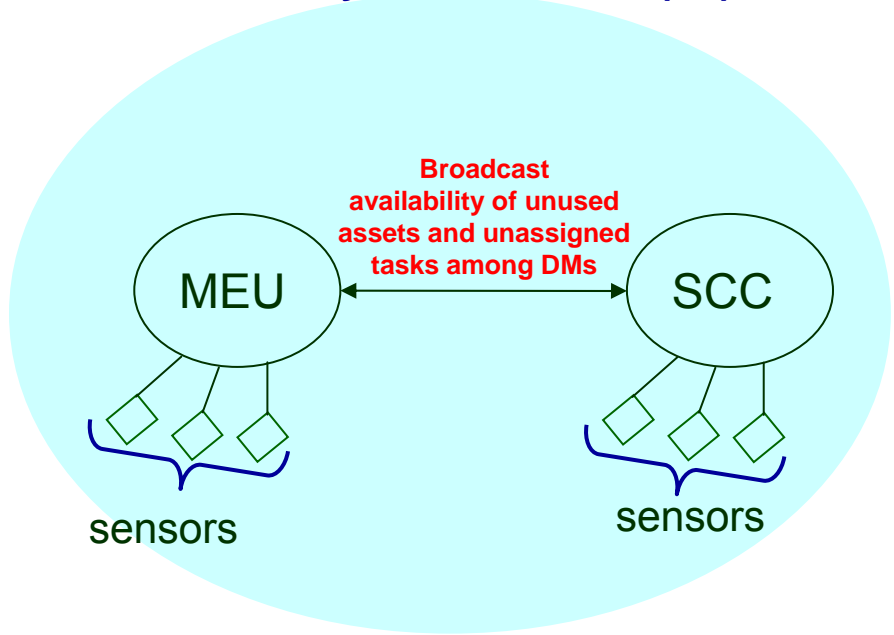 Broadcast
availability of unused
assets and unassigned
tasks among DMs
MEU
SCC
sensors
sensors